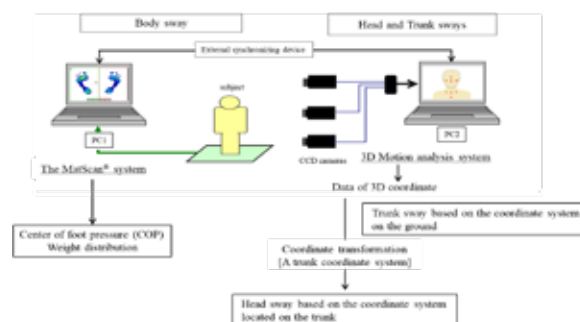 Body sway
Head and Trunk sways
External synchronizing device
subject
PC1
PC2
CCD cameras
The MatScan® system
3D Motion analysis system
Data of 3D coordinate
Center of foot pressure (COP)
Weight distribution
Trunk sway based on the coordinate system
on the ground
Coordinate transformation
[A trunk coordinate system]
Head sway based on the coordinate system
located on the trunk